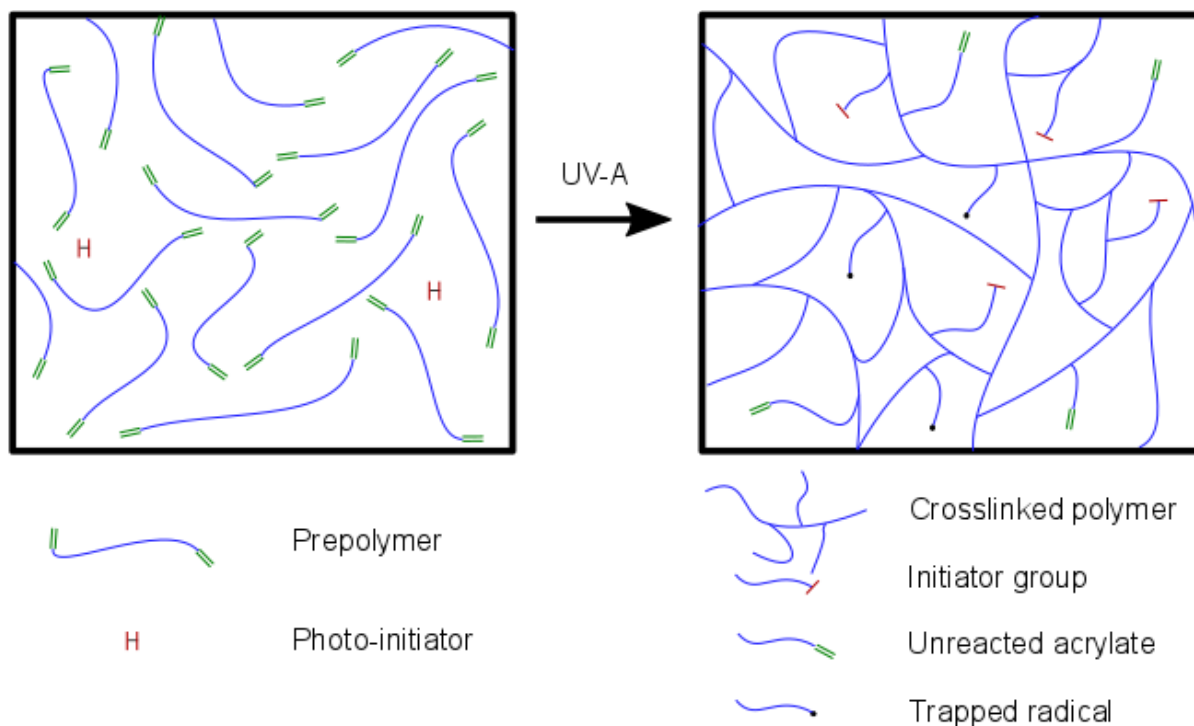 UV-A
H
H
Prepolymer
H
Photo-initiator
Crosslinked polymer
Initiator group
Unreacted acrylate
Trapped radical